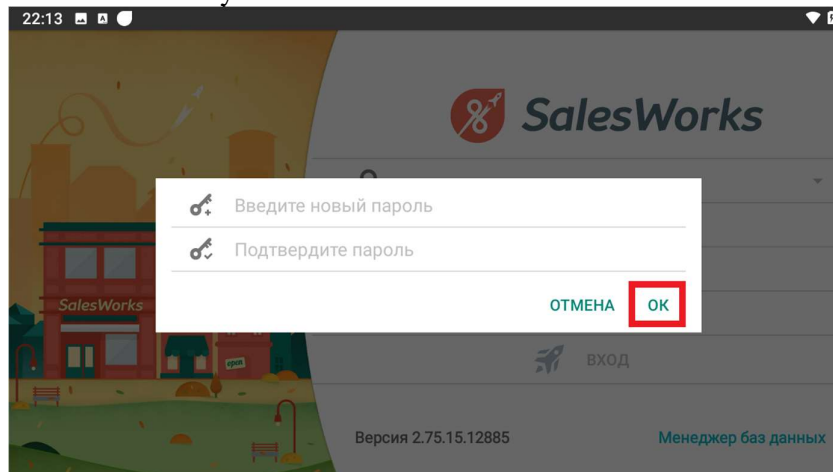 22:13
SalesWorks
Введите новый пароль
Подтвердите пароль
ОТМЕНА ОК
SalesWorks
open
ВХОД
Версия 2.75.15.12885 Менеджер баз данных